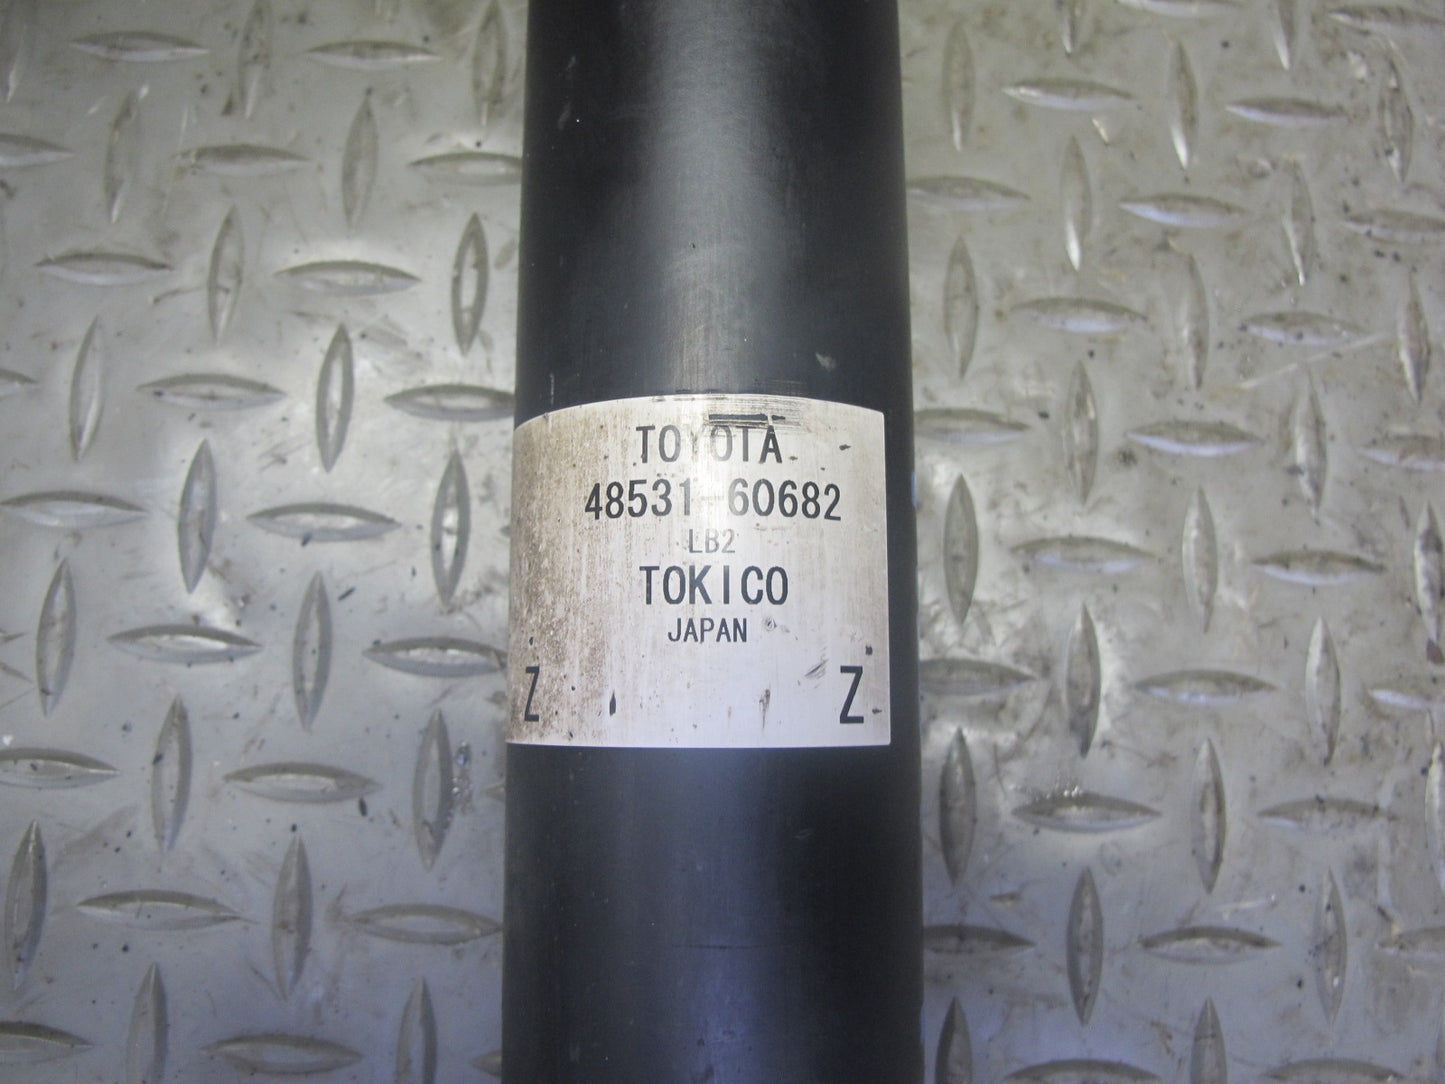 TOYOTA
48531-60682
LB2
TOKICO
JAPAN
Z Z